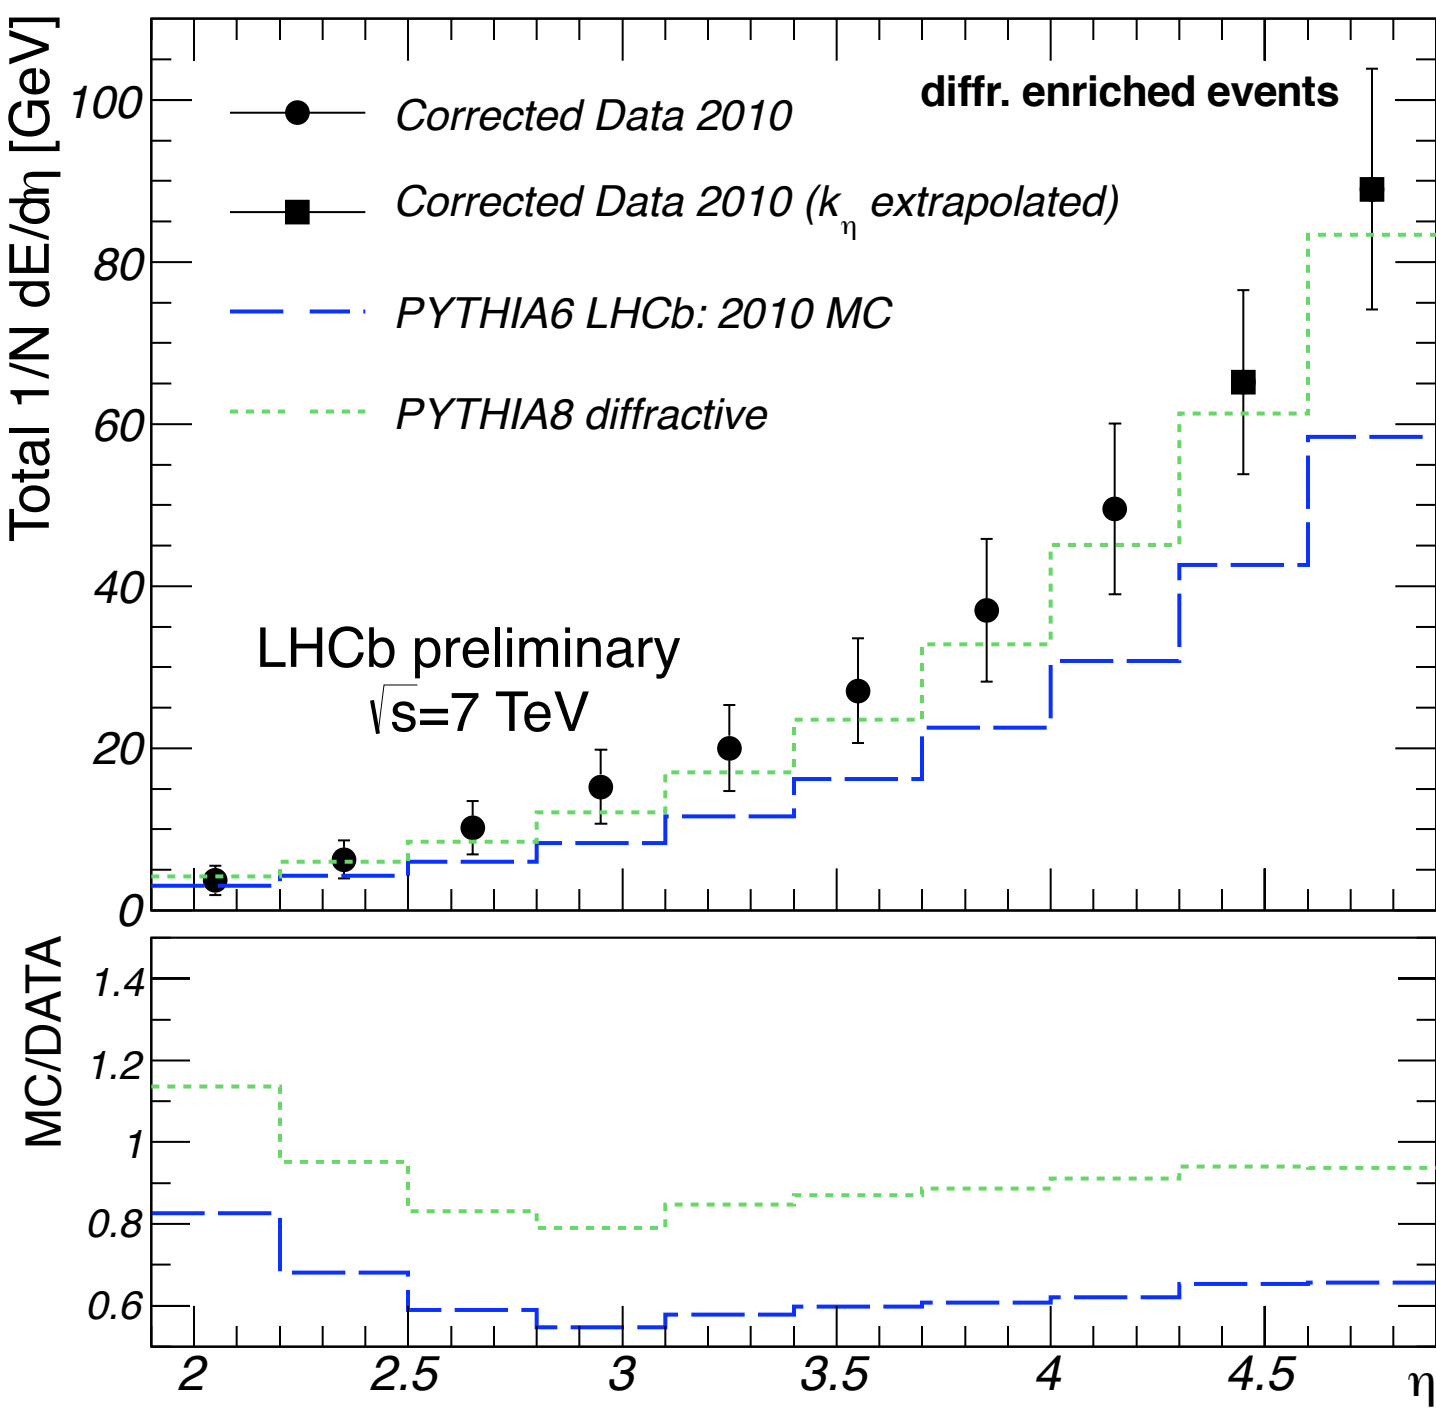 Total 1/N dE/dη [GeV]
100
80
60
40
20
0
diffr. enriched events
Corrected Data 2010
Corrected Data 2010 (kη extrapolated)
PYTHIA6 LHCb: 2010 MC
PYTHIA8 diffractive
LHCb preliminary
√s=7 TeV
MC/DATA
1.4
1.2
1
0.8
0.6
2 2.5 3 3.5 4 4.5 η